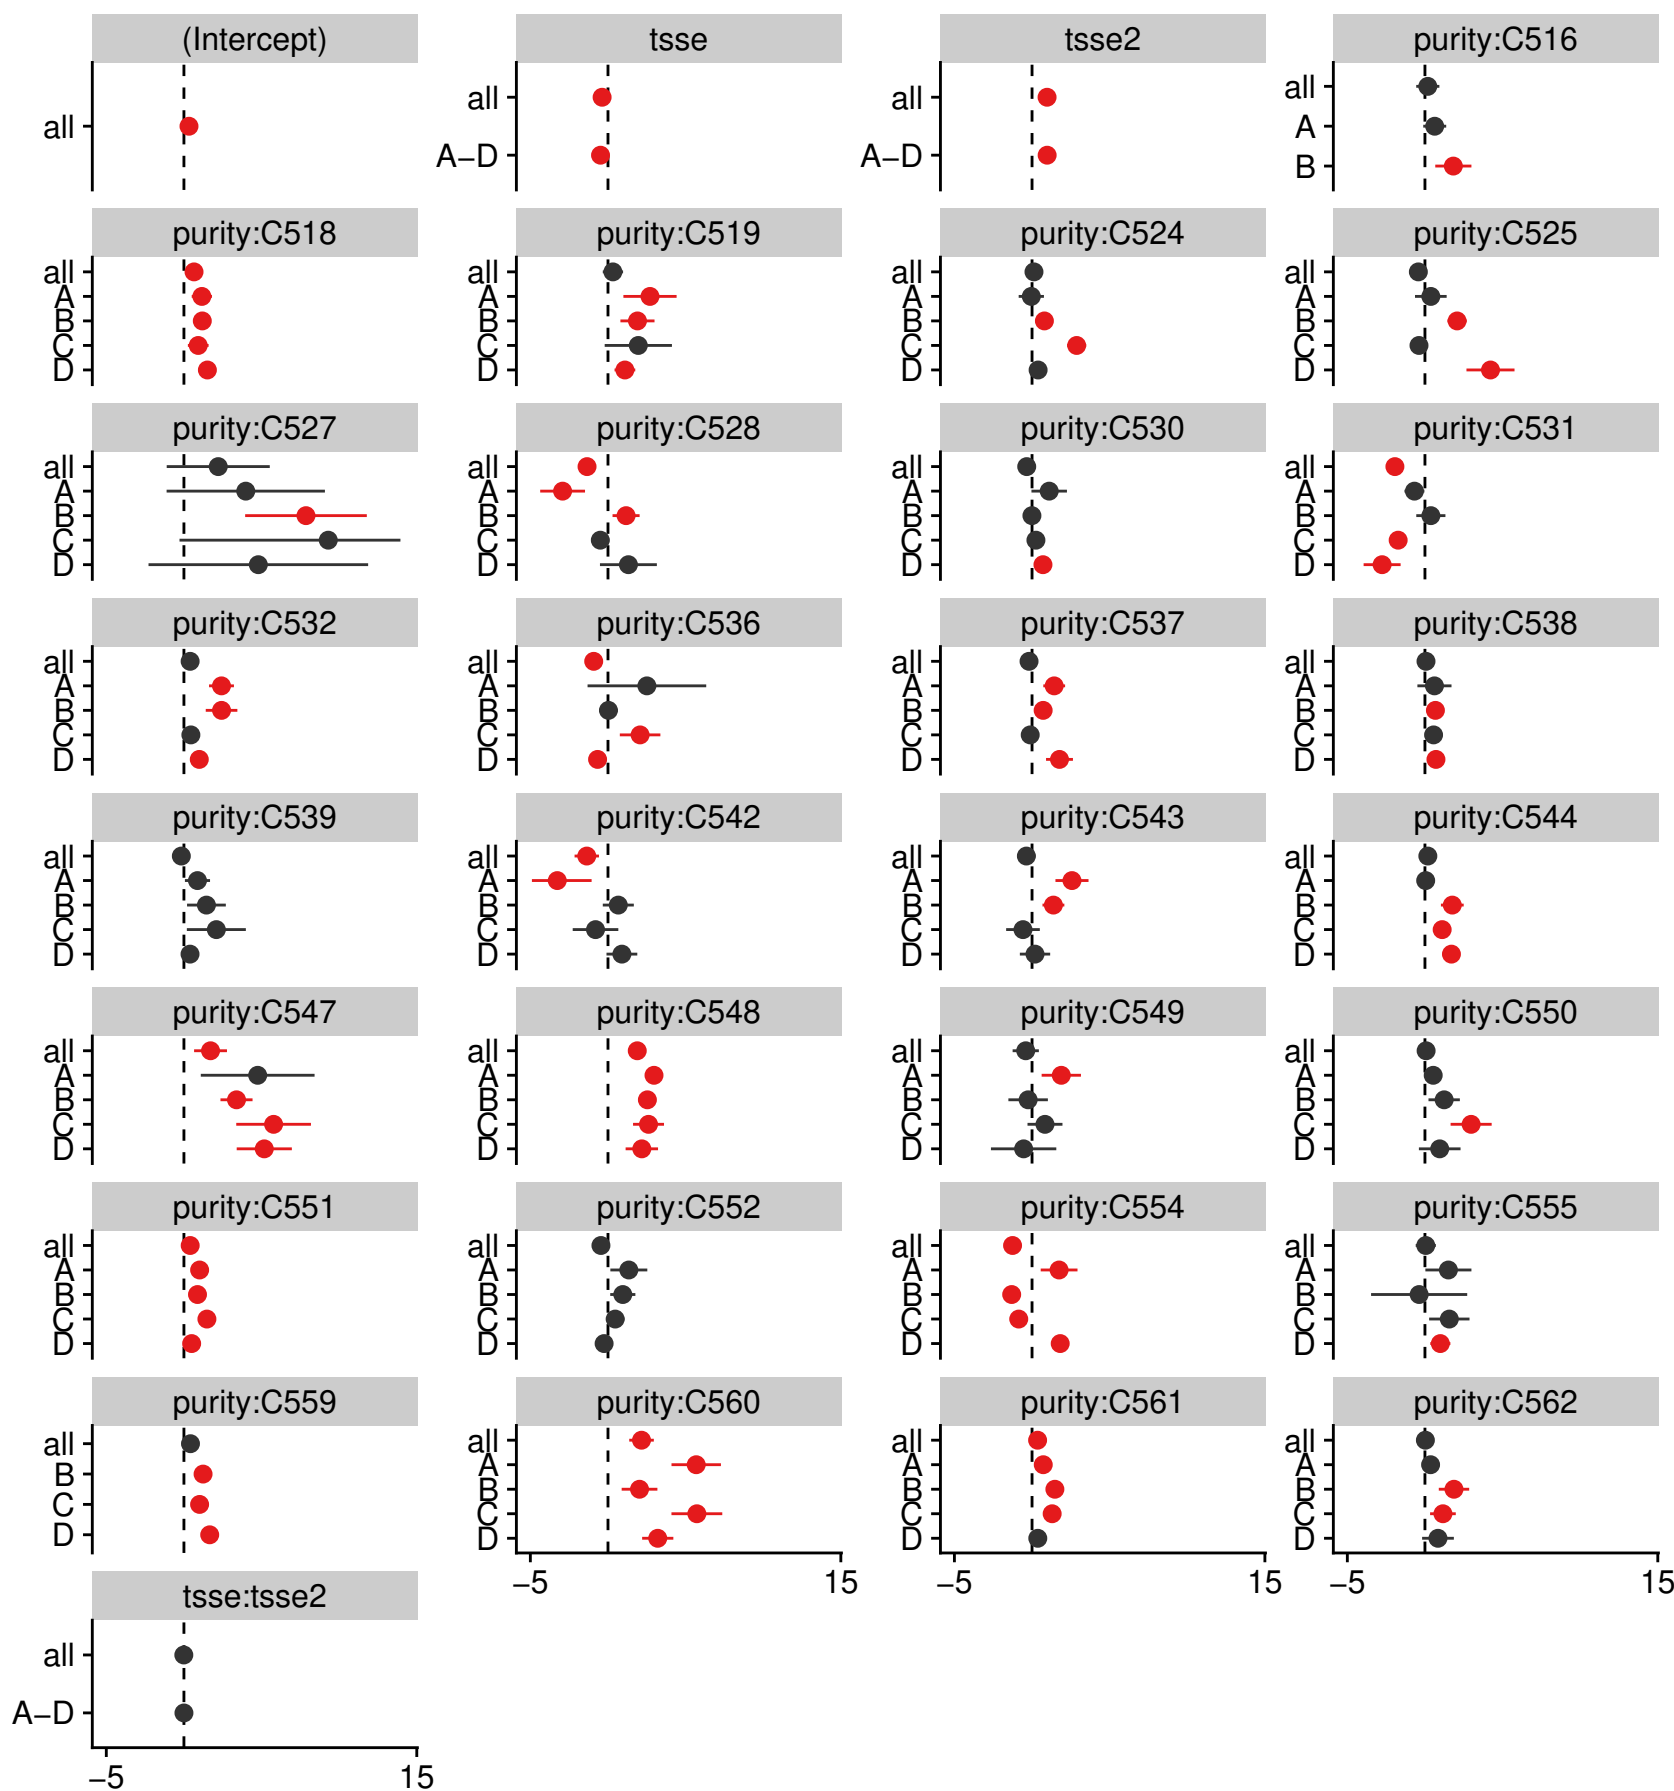 (Intercept) tsse tsse2 purity:C516
all
all
A−D
all
A−D
all
A
B
purity:C518 purity:C519 purity:C524 purity:C525
all
A
B
C
D
all
A
B
C
D
all
A
B
C
D
all
A
B
C
D
purity:C527 purity:C528 purity:C530 purity:C531
all
A
B
C
D
all
A
B
C
D
all
A
B
C
D
all
A
B
C
D
purity:C532 purity:C536 purity:C537 purity:C538
all
A
B
C
D
all
A
B
C
D
all
A
B
C
D
all
A
B
C
D
purity:C539 purity:C542 purity:C543 purity:C544
all
A
B
C
D
all
A
B
C
D
all
A
B
C
D
all
A
B
C
D
purity:C547 purity:C548 purity:C549 purity:C550
all
A
B
C
D
all
A
B
C
D
all
A
B
C
D
all
A
B
C
D
purity:C551 purity:C552 purity:C554 purity:C555
all
A
B
C
D
all
A
B
C
D
all
A
B
C
D
all
A
B
C
D
purity:C559 purity:C560 purity:C561 purity:C562
all
B
C
D
all
A
B
C
D
all
A
B
C
D
all
A
B
C
D
−5 15 −5 15 −5 15
tsse:tsse2
all
A−D
−5 15